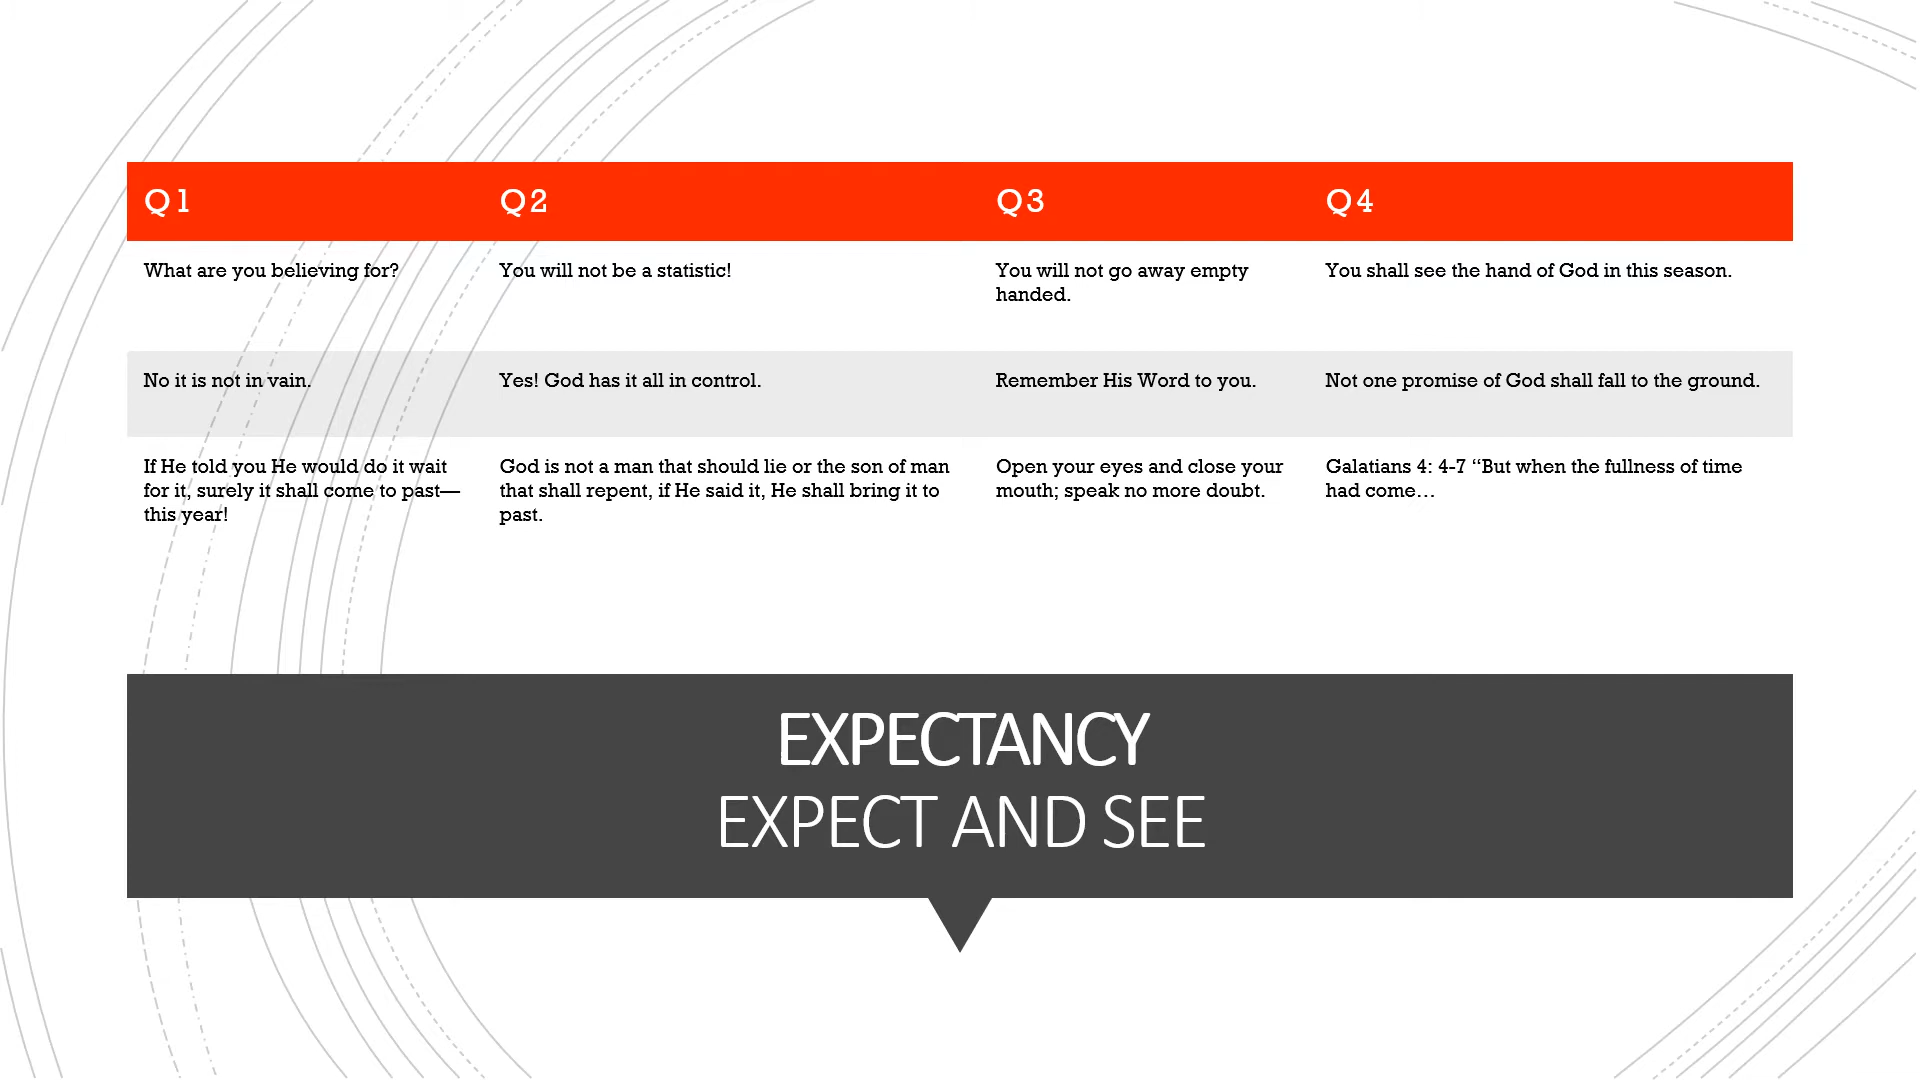 Q1
Q2
Q3
Q4
What are you believing for?
You will not be a statistic!
You will not go away empty
handed.
You shall see the hand of God in this season.
No it is not in vain.
Yes! God has it all in control.
Remember His Word to you.
Not one promise of God shall fall to the ground.
If He told you He would do it wait
for it, surely it shall come to past—
this year!
God is not a man that should lie or the son of man
that shall repent, if He said it, He shall bring it to
past.
Open your eyes and close your
mouth; speak no more doubt.
Galatians 4: 4-7 “But when the fullness of time
had come…
EXPECTANCY
EXPECT AND SEE